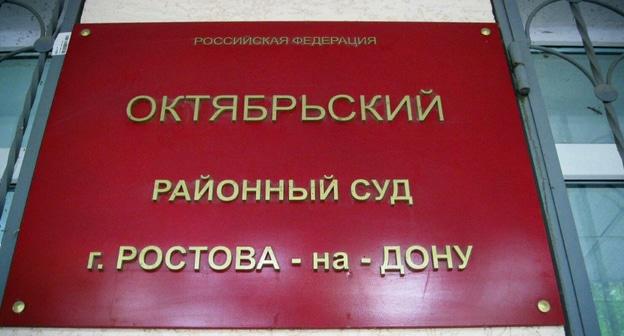 РОССИЙСКАЯ ФЕДЕРАЦИЯ
ОКТЯБРЬСКИЙ
РАЙОННЫЙ СУД
г. РОСТОВА - на - ДОНУ